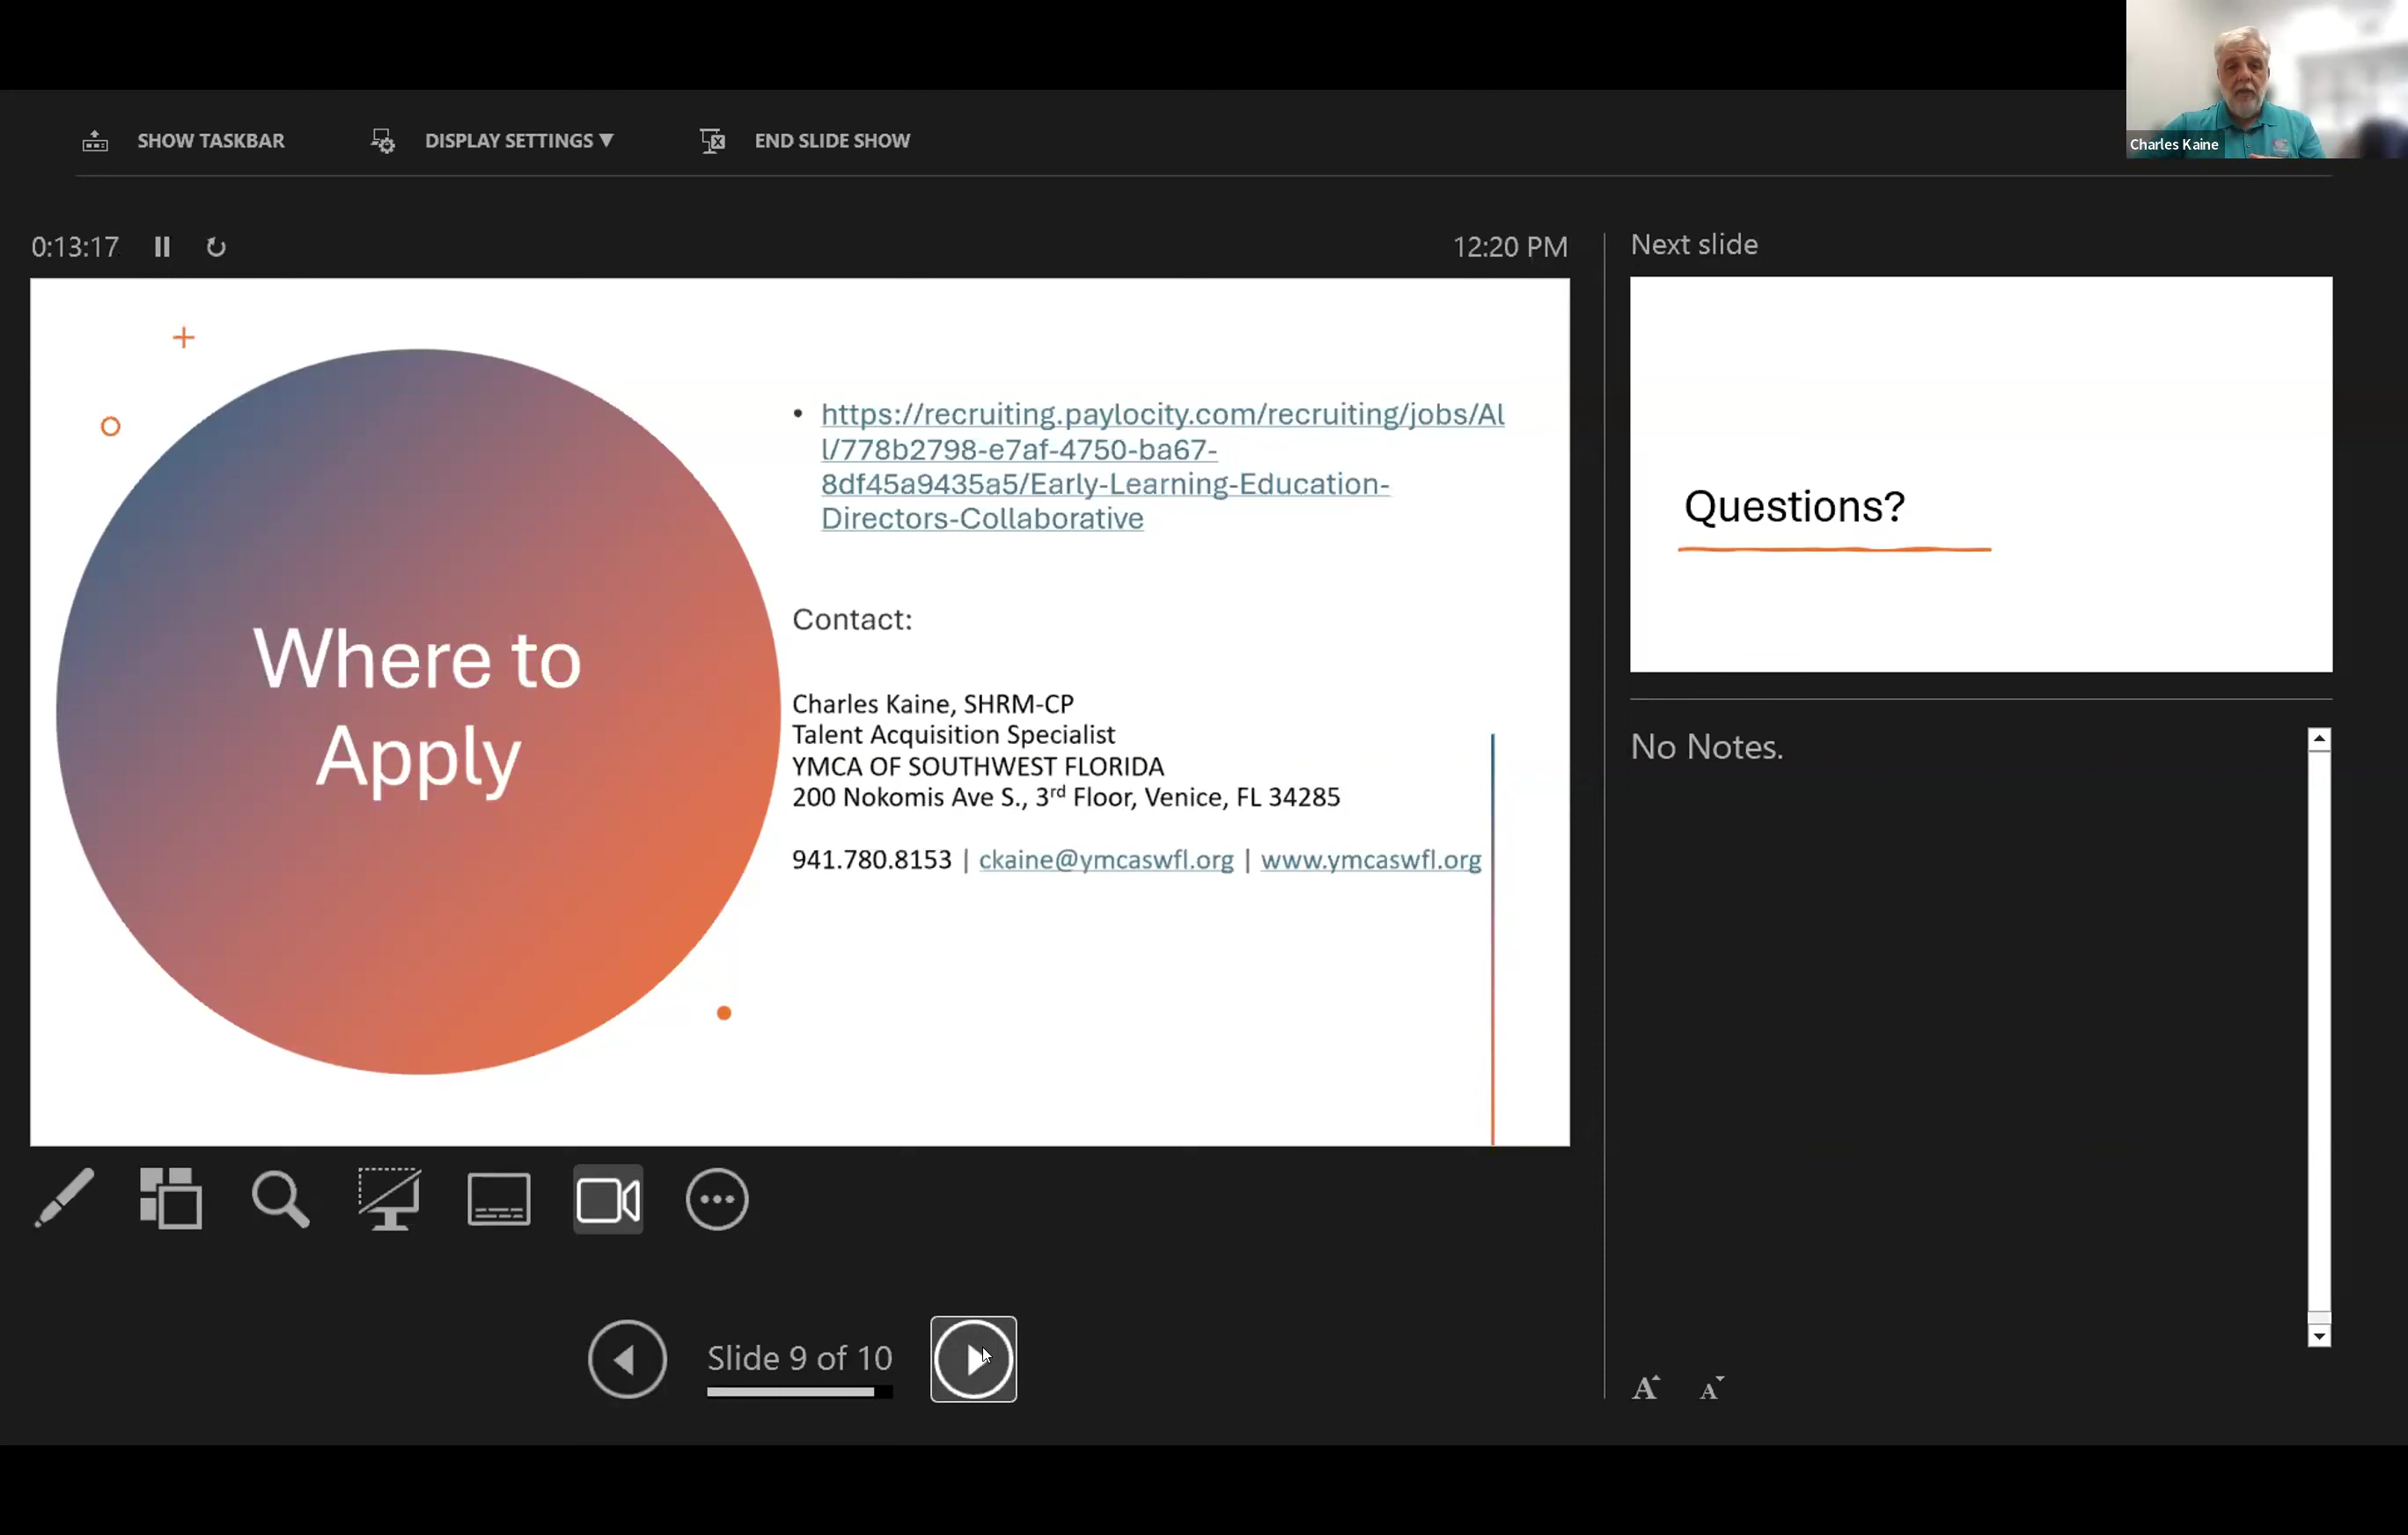 Charles Kaine
SHOW TASKBAR
DISPLAY SETTINGS ▼
END SLIDE SHOW
0:13:17
12:20 PM
Where to
Apply
• https://recruiting.paylocity.com/recruiting/jobs/Al
l/778b2798-e7af-4750-ba67-
8df45a9435a5/Early-Learning-Education-
Directors-Collaborative
Contact:
Charles Kaine, SHRM-CP
Talent Acquisition Specialist
YMCA OF SOUTHWEST FLORIDA
200 Nokomis Ave S., 3rd Floor, Venice, FL 34285
941.780.8153 | ckaine@ymcaswfl.org | www.ymcaswfl.org
Next slide
Questions?
No Notes.
Slide 9 of 10
A A